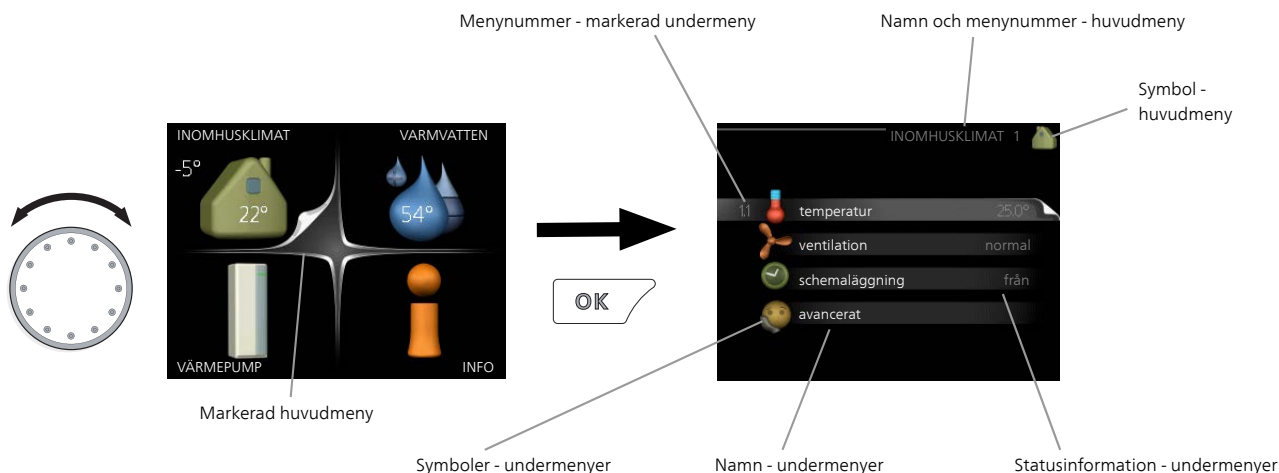 Menynummer - markerad undermeny
Namn och menynummer - huvudmeny
Symbol -
huvudmeny
INOMHUSKLIMAT
VARMVATTEN
-5°
22°
54°
VÄRMEPUMP
INFO
Markerad huvudmeny
OK
INOMHUSKLIMAT 1
1.1 temperatur 25.0°
ventilation normal
schemaläggning från
avancerat
Symboler - undermenyer
Namn - undermenyer
Statusinformation - undermenyer